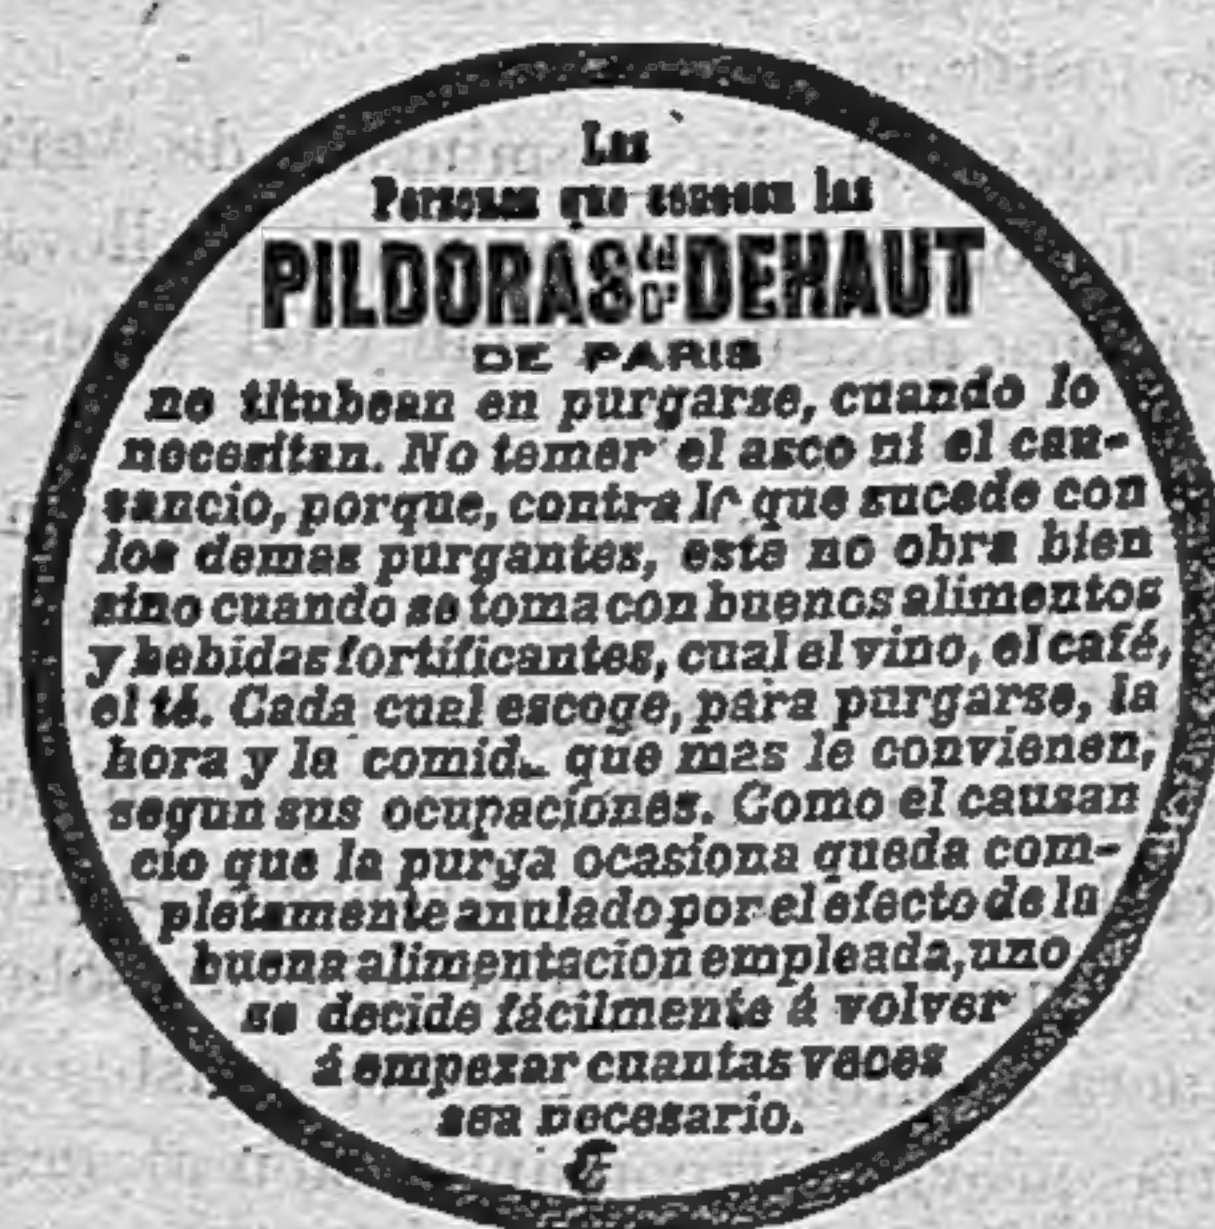 Las
Personas que conocen las
PILDORAS del Dr DEHAUT
DE PARIS
no titubean en purgarse, cuando lo
necesitan. No temer el asco ni el cau-
sancio, porque, contra lo que sucede con
los demas purgantes, este no obra bien
sino cuando se toma con buenos alimentos
y bebidas fortificantes, cual el vino, el café,
el té. Cada cual escoge, para purgarse, la
hora y la comida que mas le convienen,
segun sus ocupaciones. Como el causan
cio que la purga ocasiona queda com-
pletamente anulado por el efecto de la
buena alimentacion empleada, uno
se decide fácilmente á volver
á empezar cuantas veces
sea necesario.